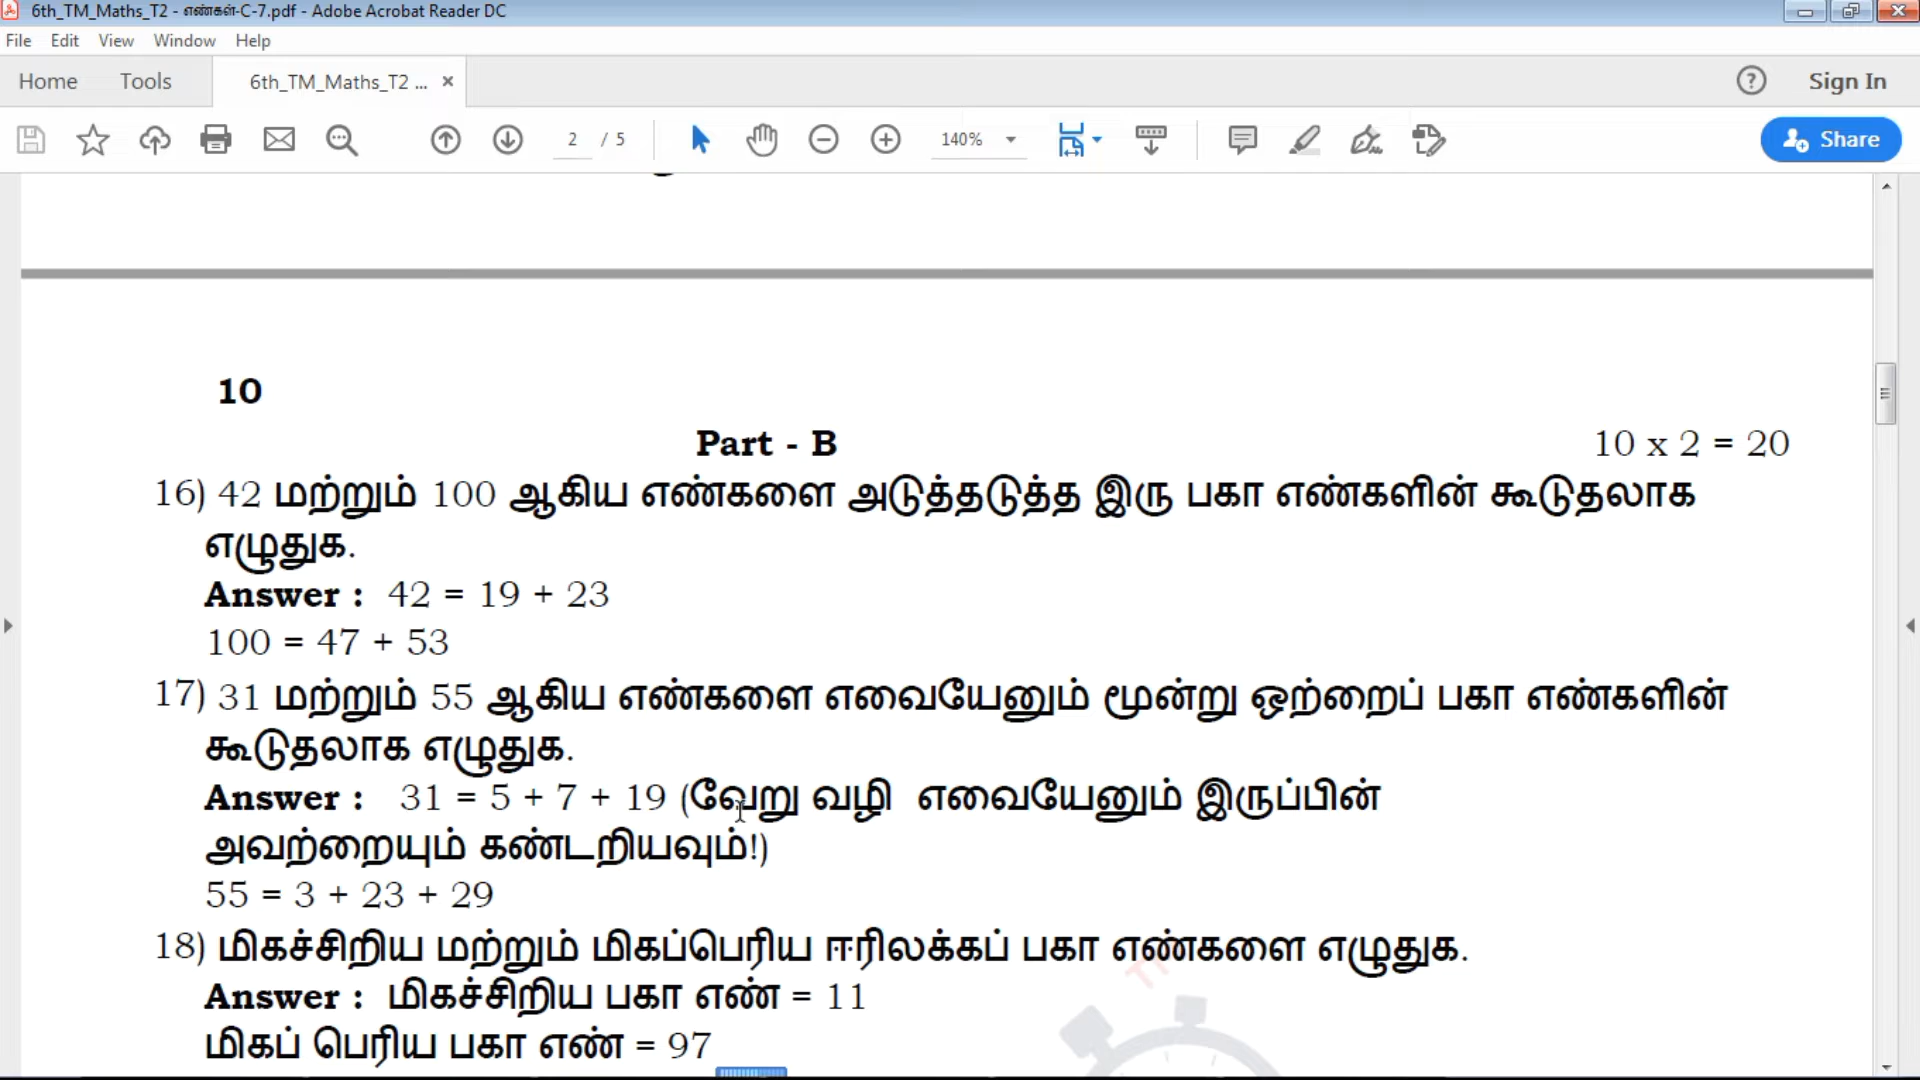 6th_TM_Maths_T2 - எண்கள்-C-7.pdf - Adobe Acrobat Reader DC
File Edit View Window Help
Home Tools 6th_TM_Maths_T2 ... × Sign In
2 / 5 140% Share
10
Part - B 10 x 2 = 20
16) 42 மற்றும் 100 ஆகிய எண்களை அடுத்தடுத்த இரு பகா எண்களின் கூடுதலாக
எழுதுக.
Answer : 42 = 19 + 23
100 = 47 + 53
17) 31 மற்றும் 55 ஆகிய எண்களை எவையேனும் மூன்று ஒற்றைப் பகா எண்களின்
கூடுதலாக எழுதுக.
Answer : 31 = 5 + 7 + 19 (வேறு வழி எவையேனும் இருப்பின்
அவற்றையும் கண்டறியவும்!)
55 = 3 + 23 + 29
18) மிகச்சிறிய மற்றும் மிகப்பெரிய ஈரிலக்கப் பகா எண்களை எழுதுக.
Answer : மிகச்சிறிய பகா எண் = 11
மிகப் பெரிய பகா எண் = 97